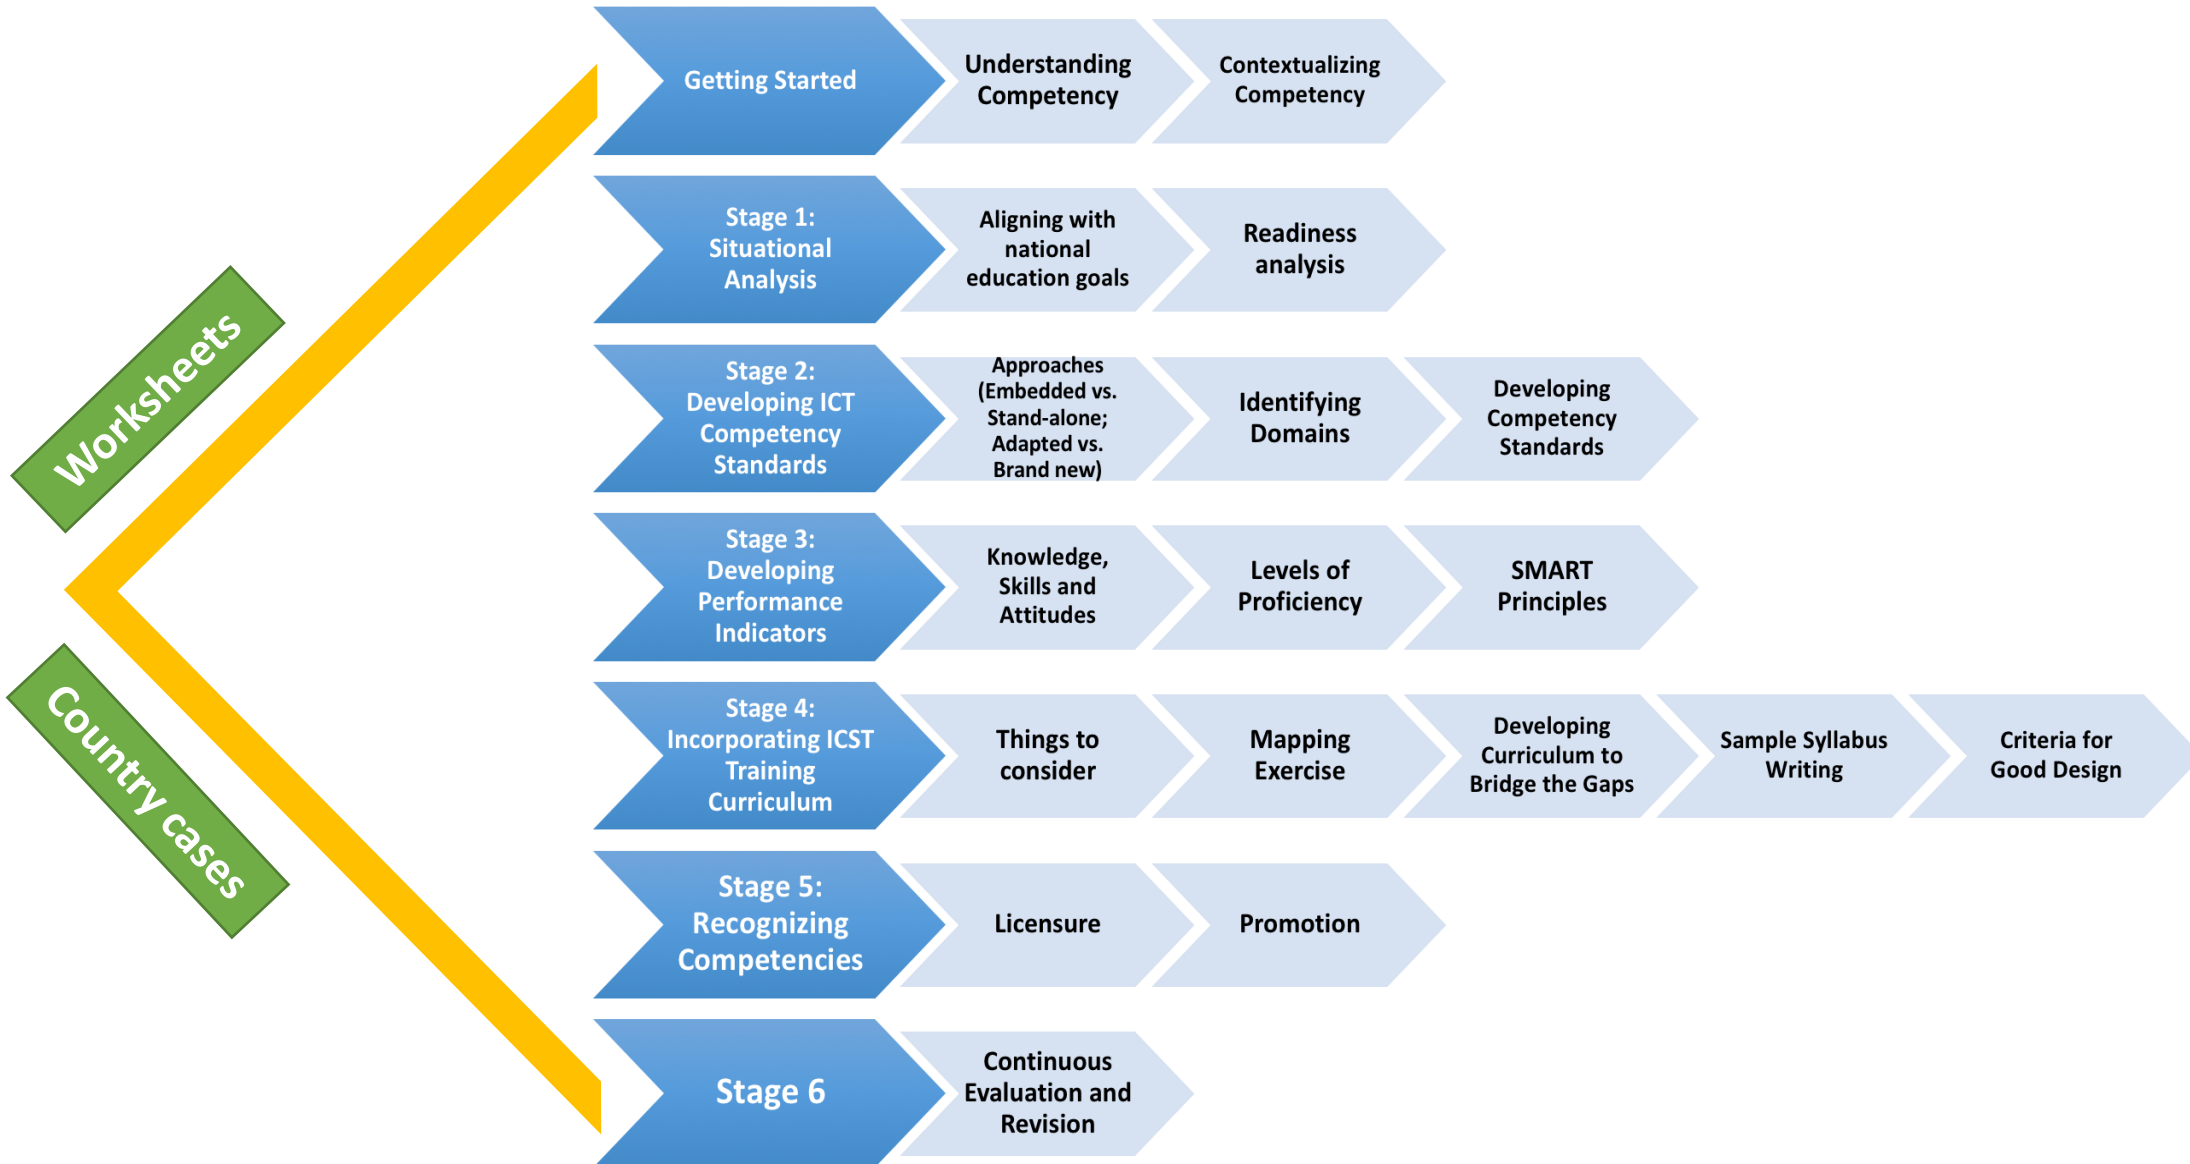 Worksheets
Country cases
Getting Started
Understanding
Competency
Contextualizing
Competency
Stage 1:
Situational
Analysis
Aligning with
national
education goals
Readiness
analysis
Stage 2:
Developing ICT
Competency
Standards
Approaches
(Embedded vs.
Stand-alone;
Adapted vs.
Brand new)
Identifying
Domains
Developing
Competency
Standards
Stage 3:
Developing
Performance
Indicators
Knowledge,
Skills and
Attitudes
Levels of
Proficiency
SMART
Principles
Stage 4:
Incorporating ICST
Training
Curriculum
Things to
consider
Mapping
Exercise
Developing
Curriculum to
Bridge the Gaps
Sample Syllabus
Writing
Criteria for
Good Design
Stage 5:
Recognizing
Competencies
Licensure
Promotion
Stage 6
Continuous
Evaluation and
Revision